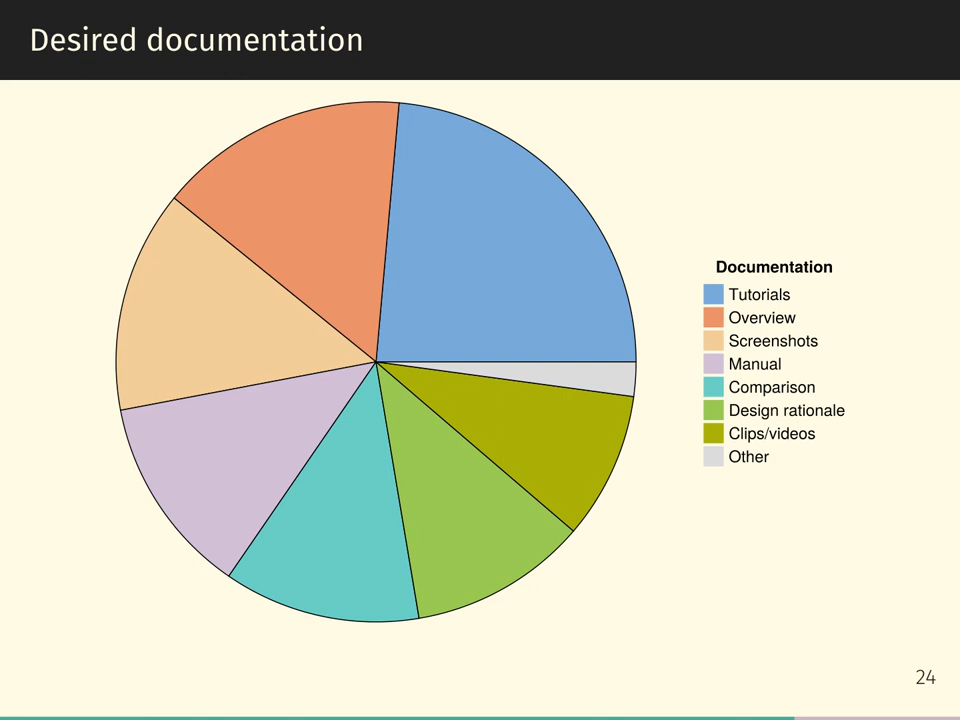 Desired documentation
Documentation
Tutorials
Overview
Screenshots
Manual
Comparison
Design rationale
Clips/videos
Other
24